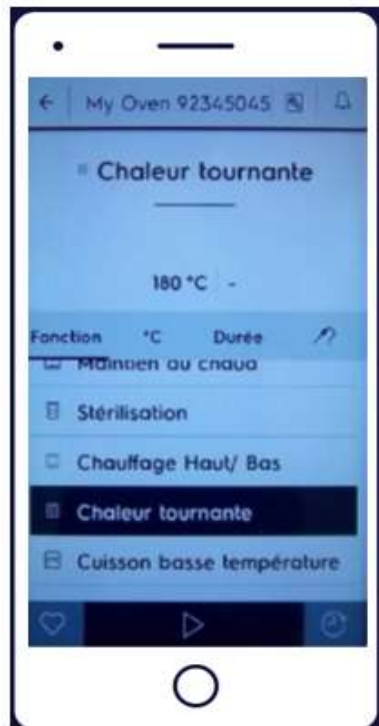 My Oven 92345045
Chaleur tournante
180 °C -
Fonction °C Durée
Maintien au chaud
Stérilisation
Chauffage Haut/ Bas
Chaleur tournante
Cuisson basse température